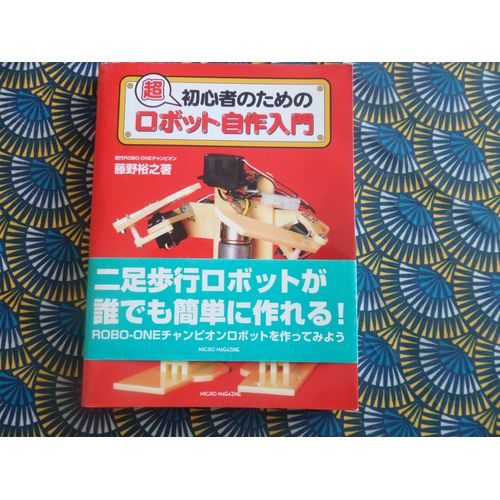 超
初心者のための
ロボット自作入門
初代ROBO-ONEチャンピオン
藤野裕之著
二足歩行ロボットが
誰でも簡単に作れる!
ROBO-ONEチャンピオンロボットを作ってみよう
MICRO MAGAZINE
MICRO MAGAZINE